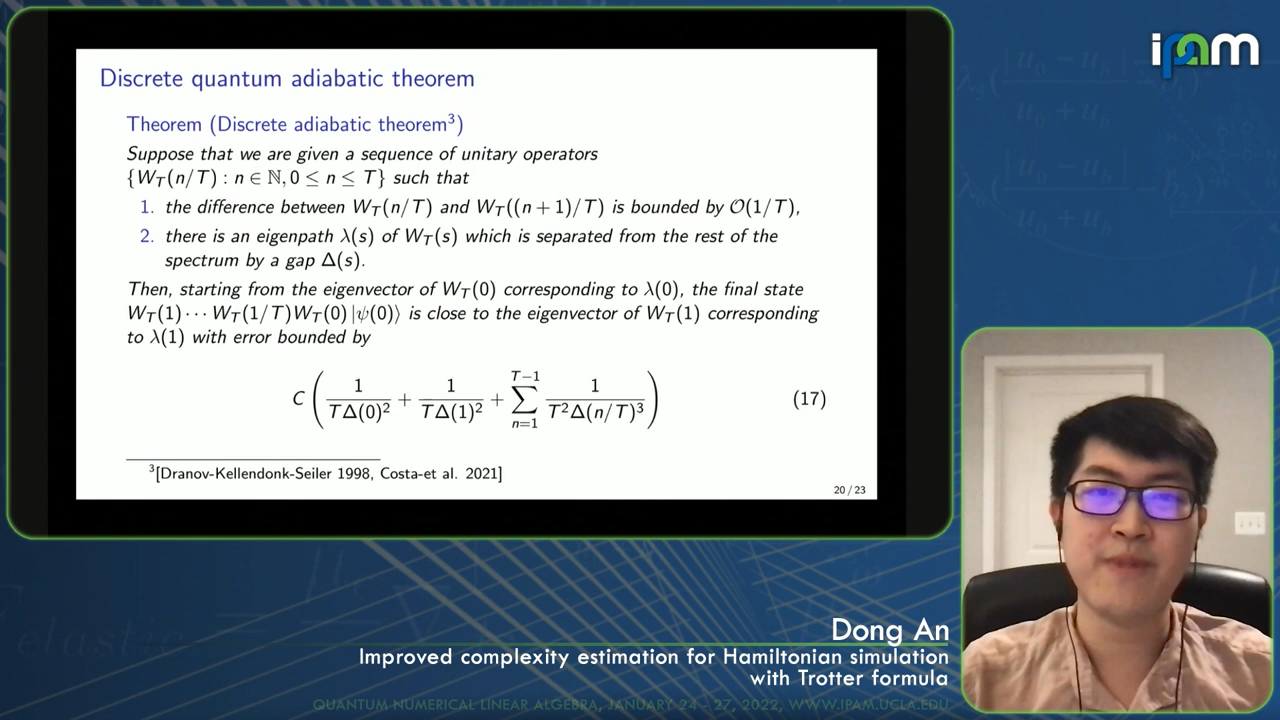 ipam
Discrete quantum adiabatic theorem
Theorem (Discrete adiabatic theorem³)
Suppose that we are given a sequence of unitary operators
{W_T(n/T) : n ∈ ℕ, 0 ≤ n ≤ T} such that
1. the difference between W_T(n/T) and W_T((n + 1)/T) is bounded by O(1/T),
2. there is an eigenpath λ(s) of W_T(s) which is separated from the rest of the
spectrum by a gap Δ(s).
Then, starting from the eigenvector of W_T(0) corresponding to λ(0), the final state
W_T(1) ··· W_T(1/T)W_T(0) |ψ(0)⟩ is close to the eigenvector of W_T(1) corresponding
to λ(1) with error bounded by
C ( 1/(TΔ(0)²) + 1/(TΔ(1)²) + ∑_{n=1}^{T−1} 1/(T²Δ(n/T)³) ) (17)
³[Dranov-Kellendonk-Seiler 1998, Costa-et al. 2021]
20 / 23
Dong An
Improved complexity estimation for Hamiltonian simulation
with Trotter formula
QUANTUM NUMERICAL LINEAR ALGEBRA, JANUARY 24 - 27, 2022, WWW.IPAM.UCLA.EDU
elastic